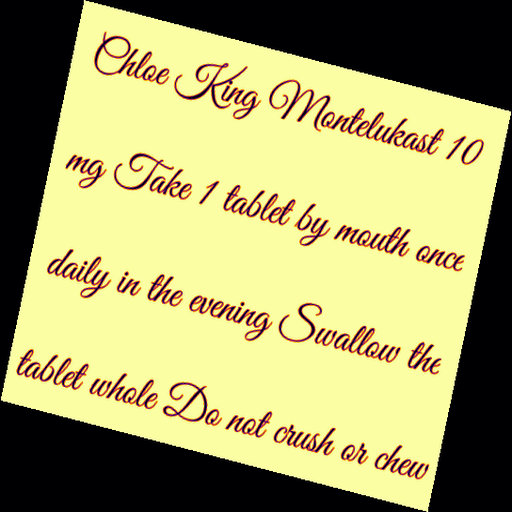 Chloe King Montelukast 10
mg Take 1 tablet by mouth once
daily in the evening Swallow the
tablet whole Do not crush or chew